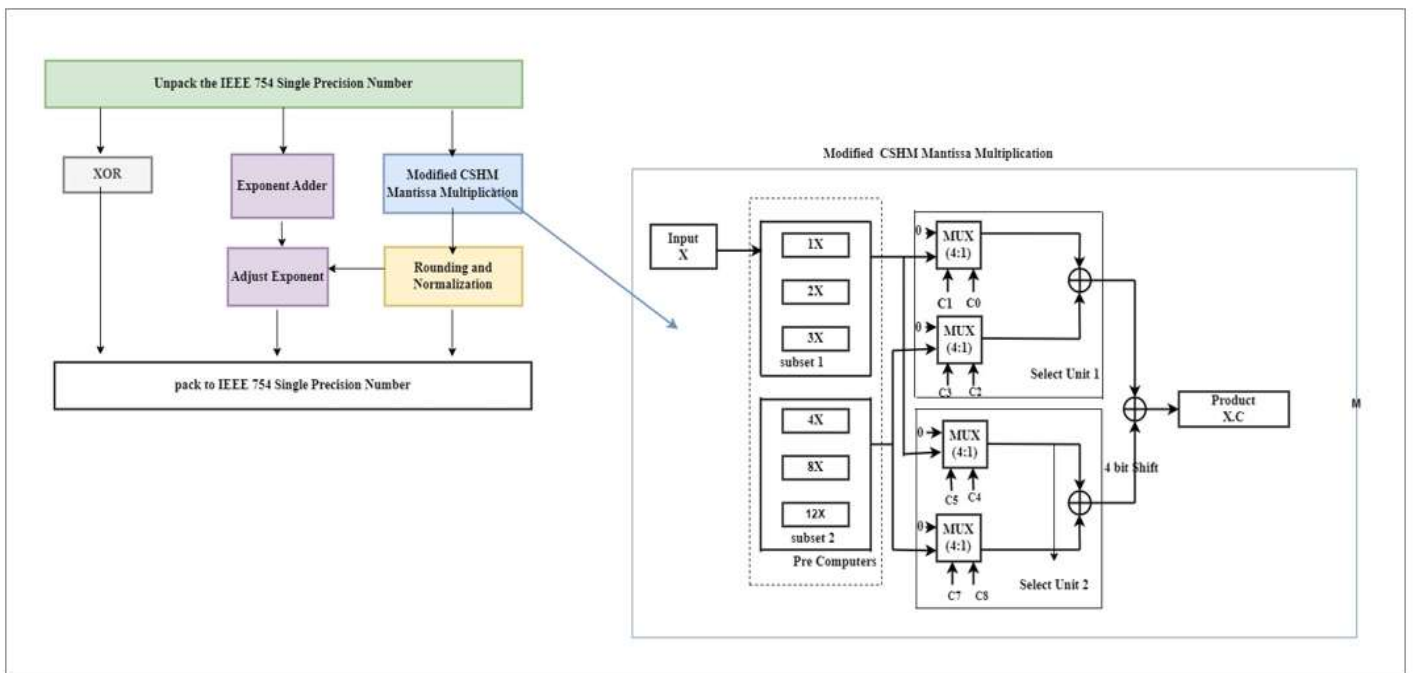 Unpack the IEEE 754 Single Precision Number
XOR
Exponent Adder
Modified CSHM
Mantissa Multiplication
Adjust Exponent
Rounding and
Normalization
pack to IEEE 754 Single Precision Number
Modified CSHM Mantissa Multiplication
Input
X
1X
2X
3X
subset 1
4X
8X
12X
subset 2
Pre Computers
0
MUX
(4:1)
C1 C0
0
MUX
(4:1)
C3 C2
Select Unit 1
0
MUX
(4:1)
C5 C4
0
MUX
(4:1)
C7 C8
Select Unit 2
4 bit Shift
Product
X.C
M